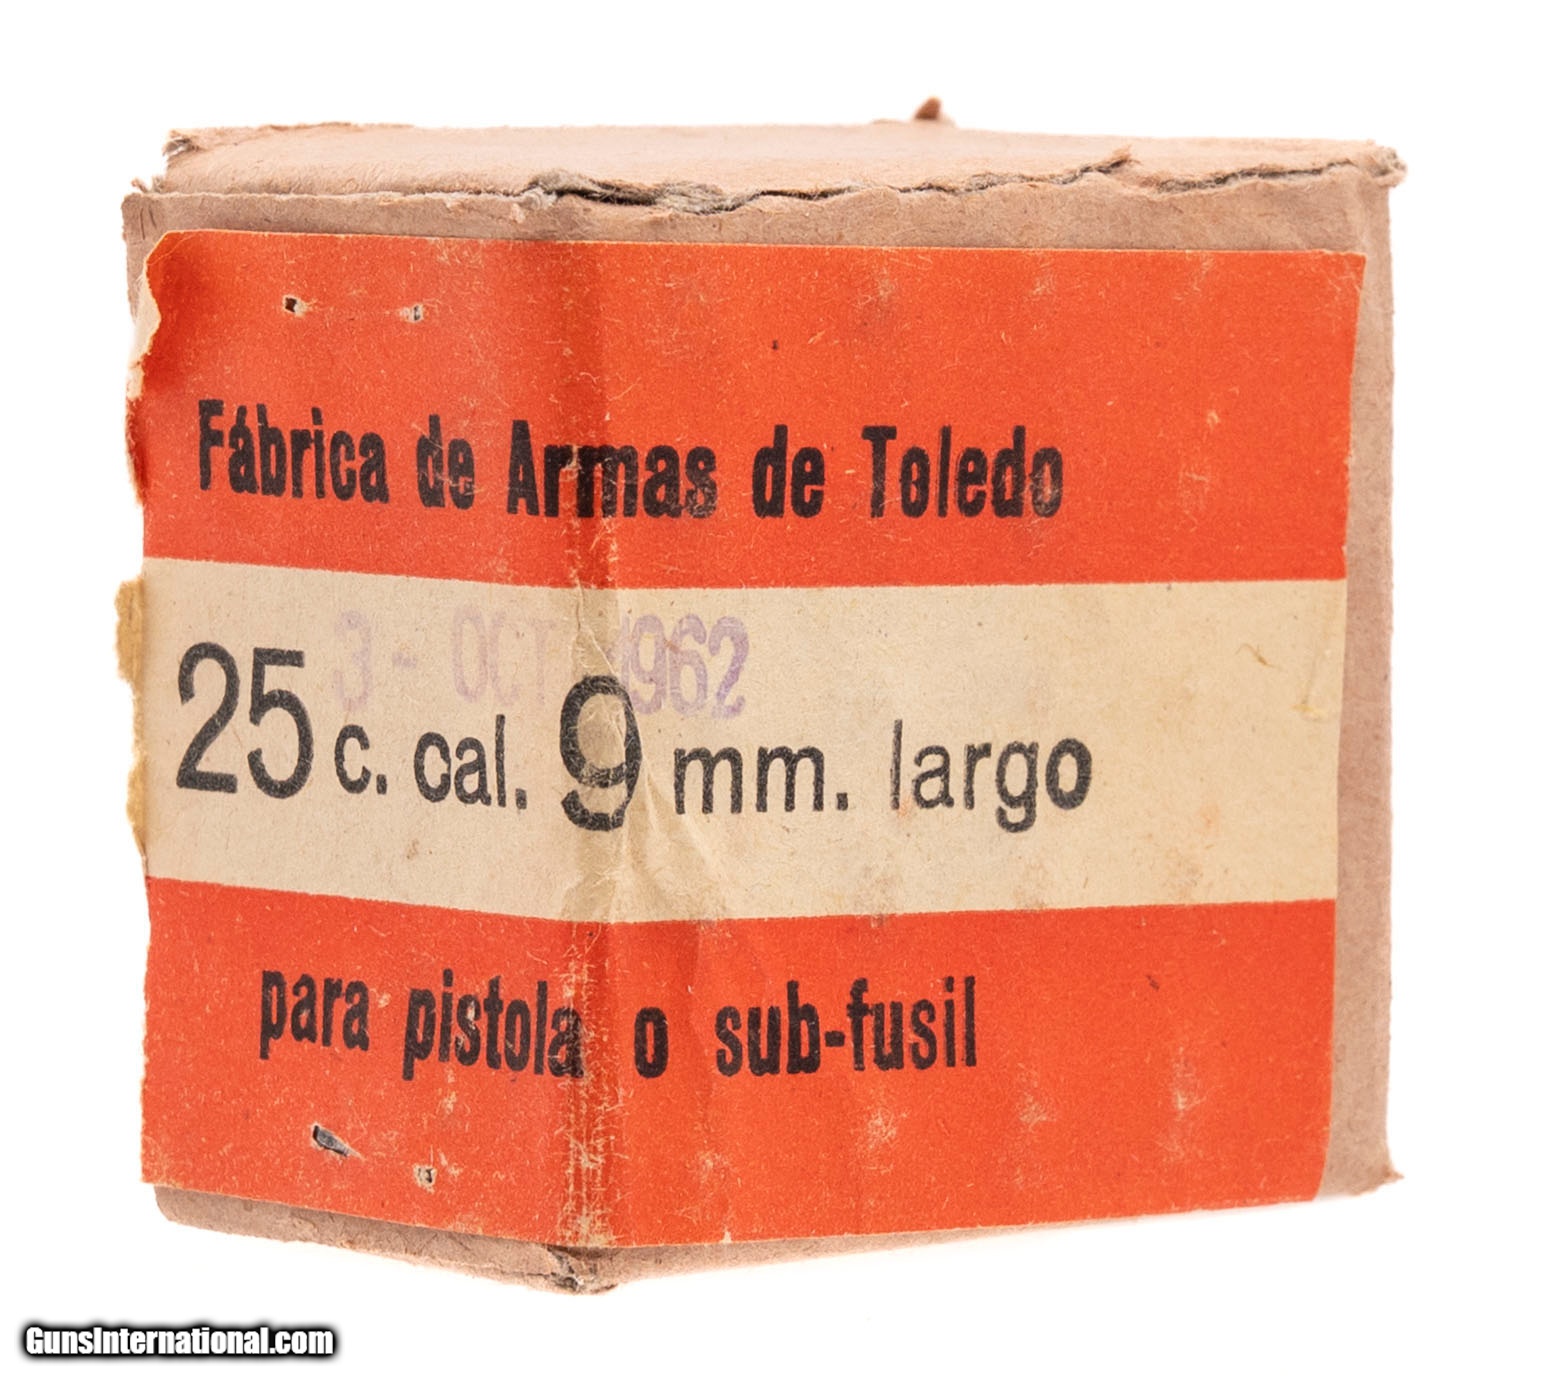 Fábrica de Armas de Toledo
3 - OCT 1962
25 c. cal. 9 mm. largo
para pistola o sub-fusil
GunsInternational.com